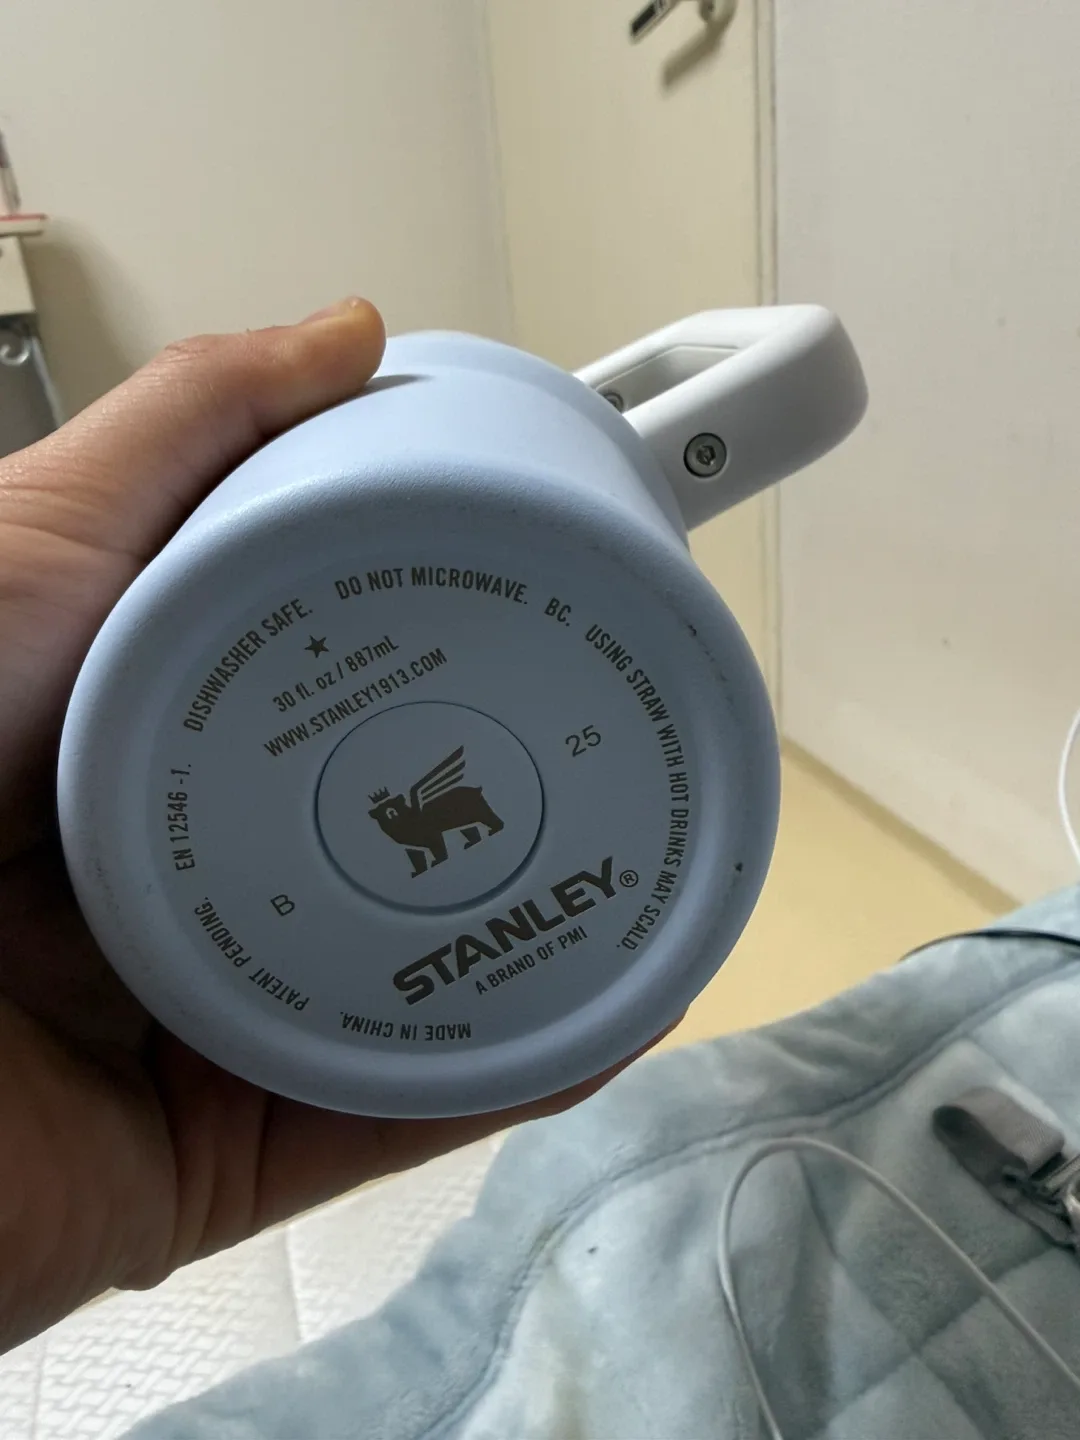 DISHWASHER SAFE. DO NOT MICROWAVE. BC. USING STRAW WITH HOT DRINKS MAY SCALD.
MADE IN CHINA. PATENT PENDING. EN 12546 -1.
30 fl. oz / 887mL
WWW.STANLEY1913.COM
25
B
STANLEY®
A BRAND OF PMI